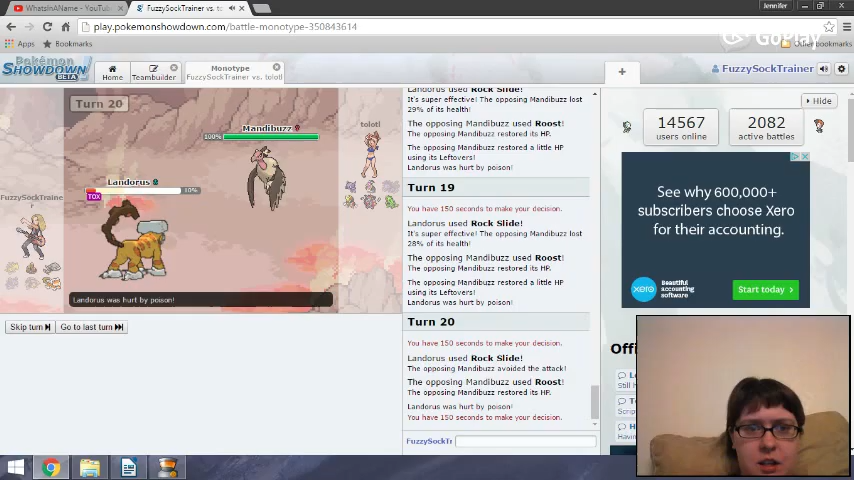 WhatsInAName - YouTube
FuzzySockTrainer vs. to
Jennifer
play.pokemonshowdown.com/battle-monotype-350843614
Apps
Bookmarks
Other bookmarks
GoPlay
Pokémon
SHOWDOWN
BETA
Home
Teambuilder
Monotype
FuzzySockTrainer vs. tolotl
+
FuzzySockTrainer
Turn 20
Mandibuzz
100%
Landorus
TOX
10%
tolotl
FuzzySockTraine
r
Landorus was hurt by poison!
Skip turn
Go to last turn
Landorus used Rock Slide!
It's super effective! The opposing Mandibuzz lost
29% of its health!
The opposing Mandibuzz used Roost!
The opposing Mandibuzz restored its HP.
The opposing Mandibuzz restored a little HP
using its Leftovers!
Landorus was hurt by poison!
Turn 19
You have 150 seconds to make your decision.
Landorus used Rock Slide!
It's super effective! The opposing Mandibuzz lost
28% of its health!
The opposing Mandibuzz used Roost!
The opposing Mandibuzz restored its HP.
The opposing Mandibuzz restored a little HP
using its Leftovers!
Landorus was hurt by poison!
Turn 20
You have 150 seconds to make your decision.
Landorus used Rock Slide!
The opposing Mandibuzz avoided the attack!
The opposing Mandibuzz used Roost!
The opposing Mandibuzz restored its HP.
Landorus was hurt by poison!
You have 150 seconds to make your decision.
FuzzySockTr
Hide
14567
users online
2082
active battles
See why 600,000+
subscribers choose Xero
for their accounting.
xero
Beautiful
accounting
software
Start today
Offi
Still h
Scrip
Havin